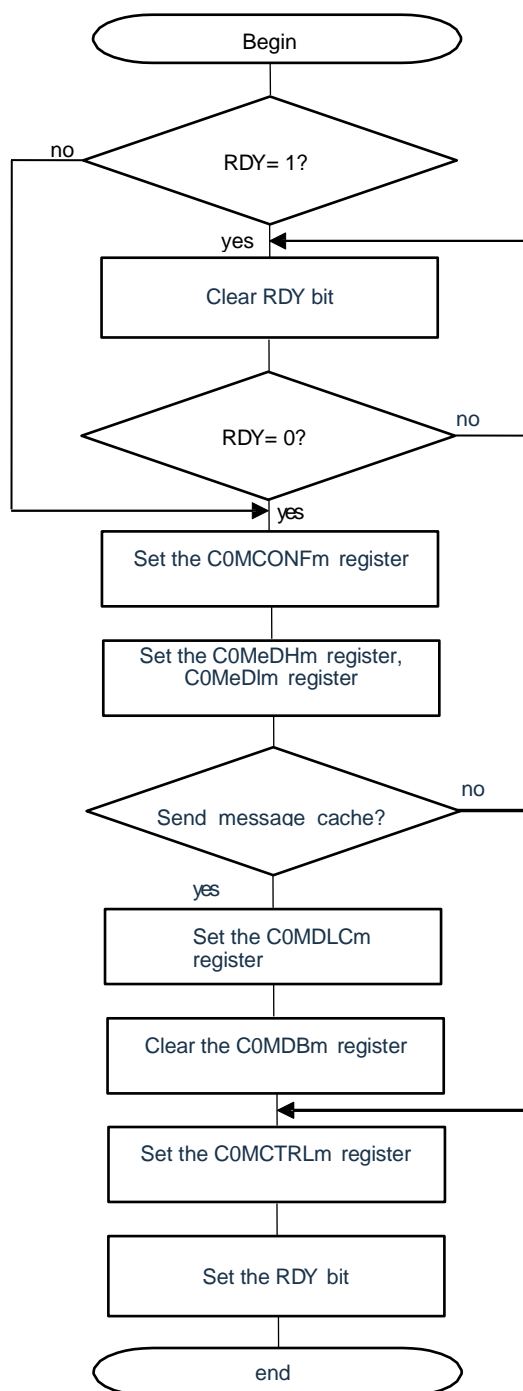 Begin
no
RDY= 1?
yes
Clear RDY bit
no
RDY= 0?
yes
Set the C0MCONFm register
Set the C0MeDHm register,
C0MeDlm register
no
Send message cache?
yes
Set the C0MDLCm
register
Clear the C0MDBm register
Set the C0MCTRLm register
Set the RDY bit
end